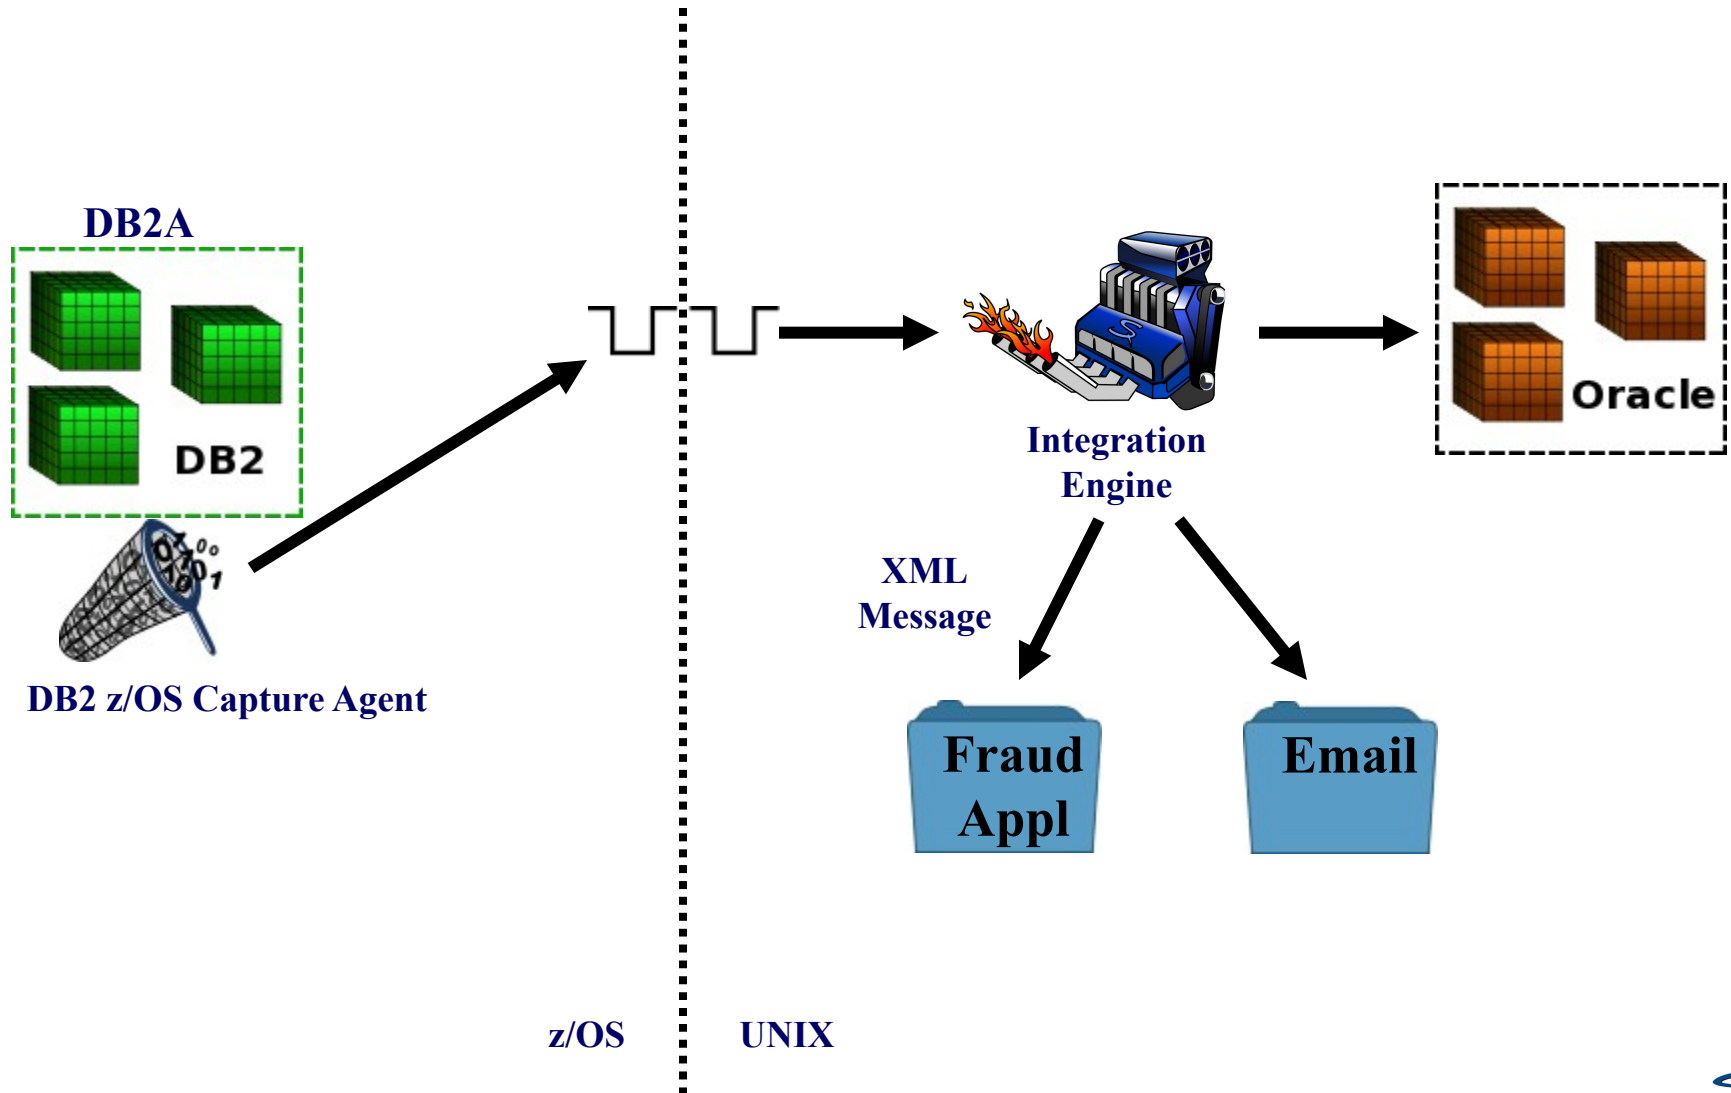 DB2A
DB2
DB2 z/OS Capture Agent
Integration
Engine
Oracle
XML
Message
Fraud
Appl
Email
z/OS
UNIX